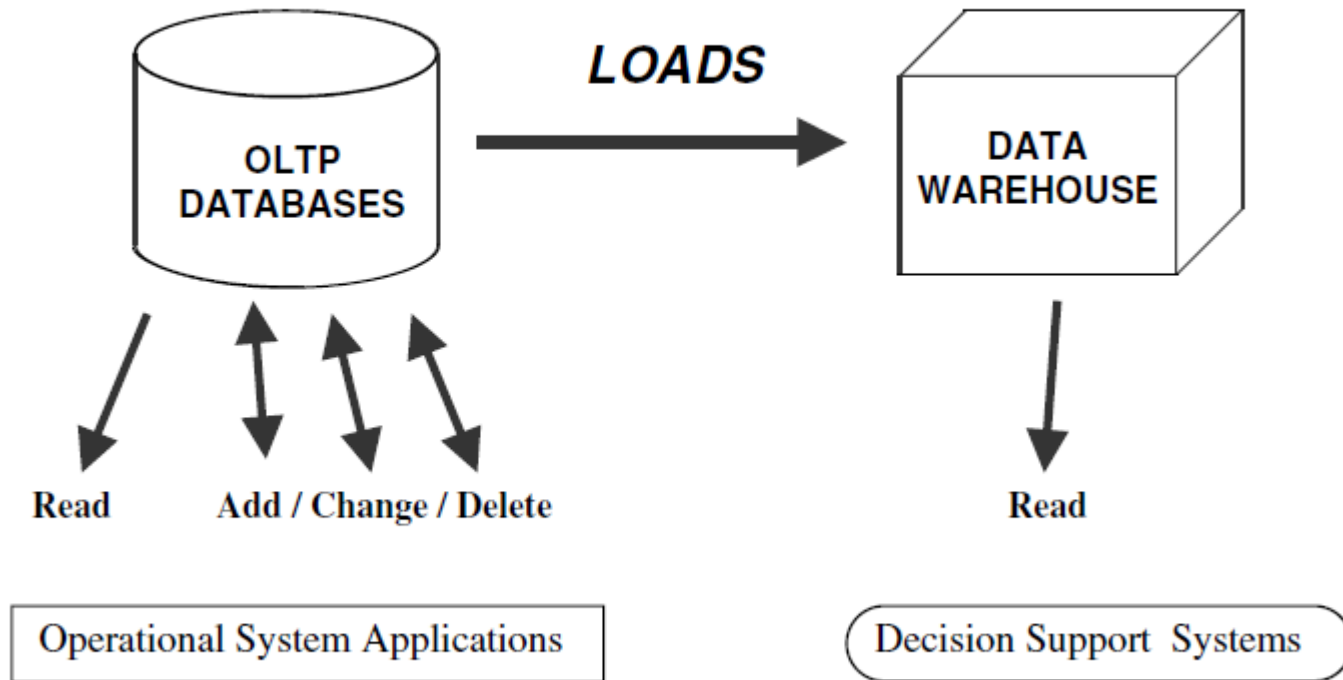 LOADS
OLTP
DATABASES
DATA
WAREHOUSE
Read
Add / Change / Delete
Read
Operational System Applications
Decision Support Systems